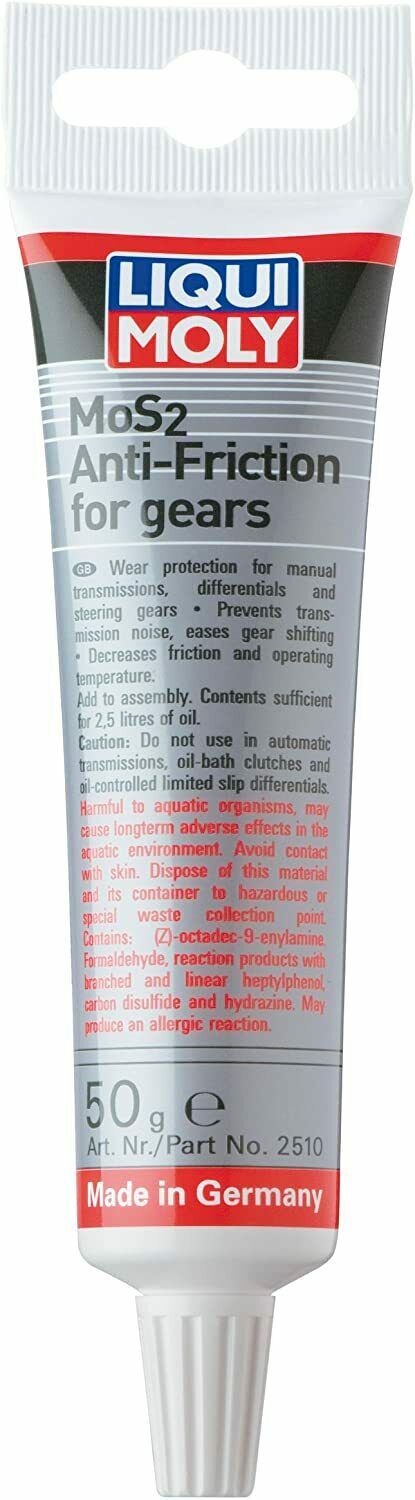 LIQUI
MOLY
MoS2
Anti-Friction
for gears
GB Wear protection for manual
transmissions, differentials and
steering gears • Prevents trans-
mission noise, eases gear shifting
• Decreases friction and operating
temperature.
Add to assembly. Contents sufficient
for 2,5 litres of oil.
Caution: Do not use in automatic
transmissions, oil-bath clutches and
oil-controlled limited slip differentials.
Harmful to aquatic organisms, may
cause longterm adverse effects in the
aquatic environment. Avoid contact
with skin. Dispose of this material
and its container to hazardous or
special waste collection point.
Contains: (Z)-octadec-9-enylamine,
Formaldehyde, reaction products with
branched and linear heptylphenol,
carbon disulfide and hydrazine. May
produce an allergic reaction.
50 g e
Art. Nr./Part No. 2510
Made in Germany